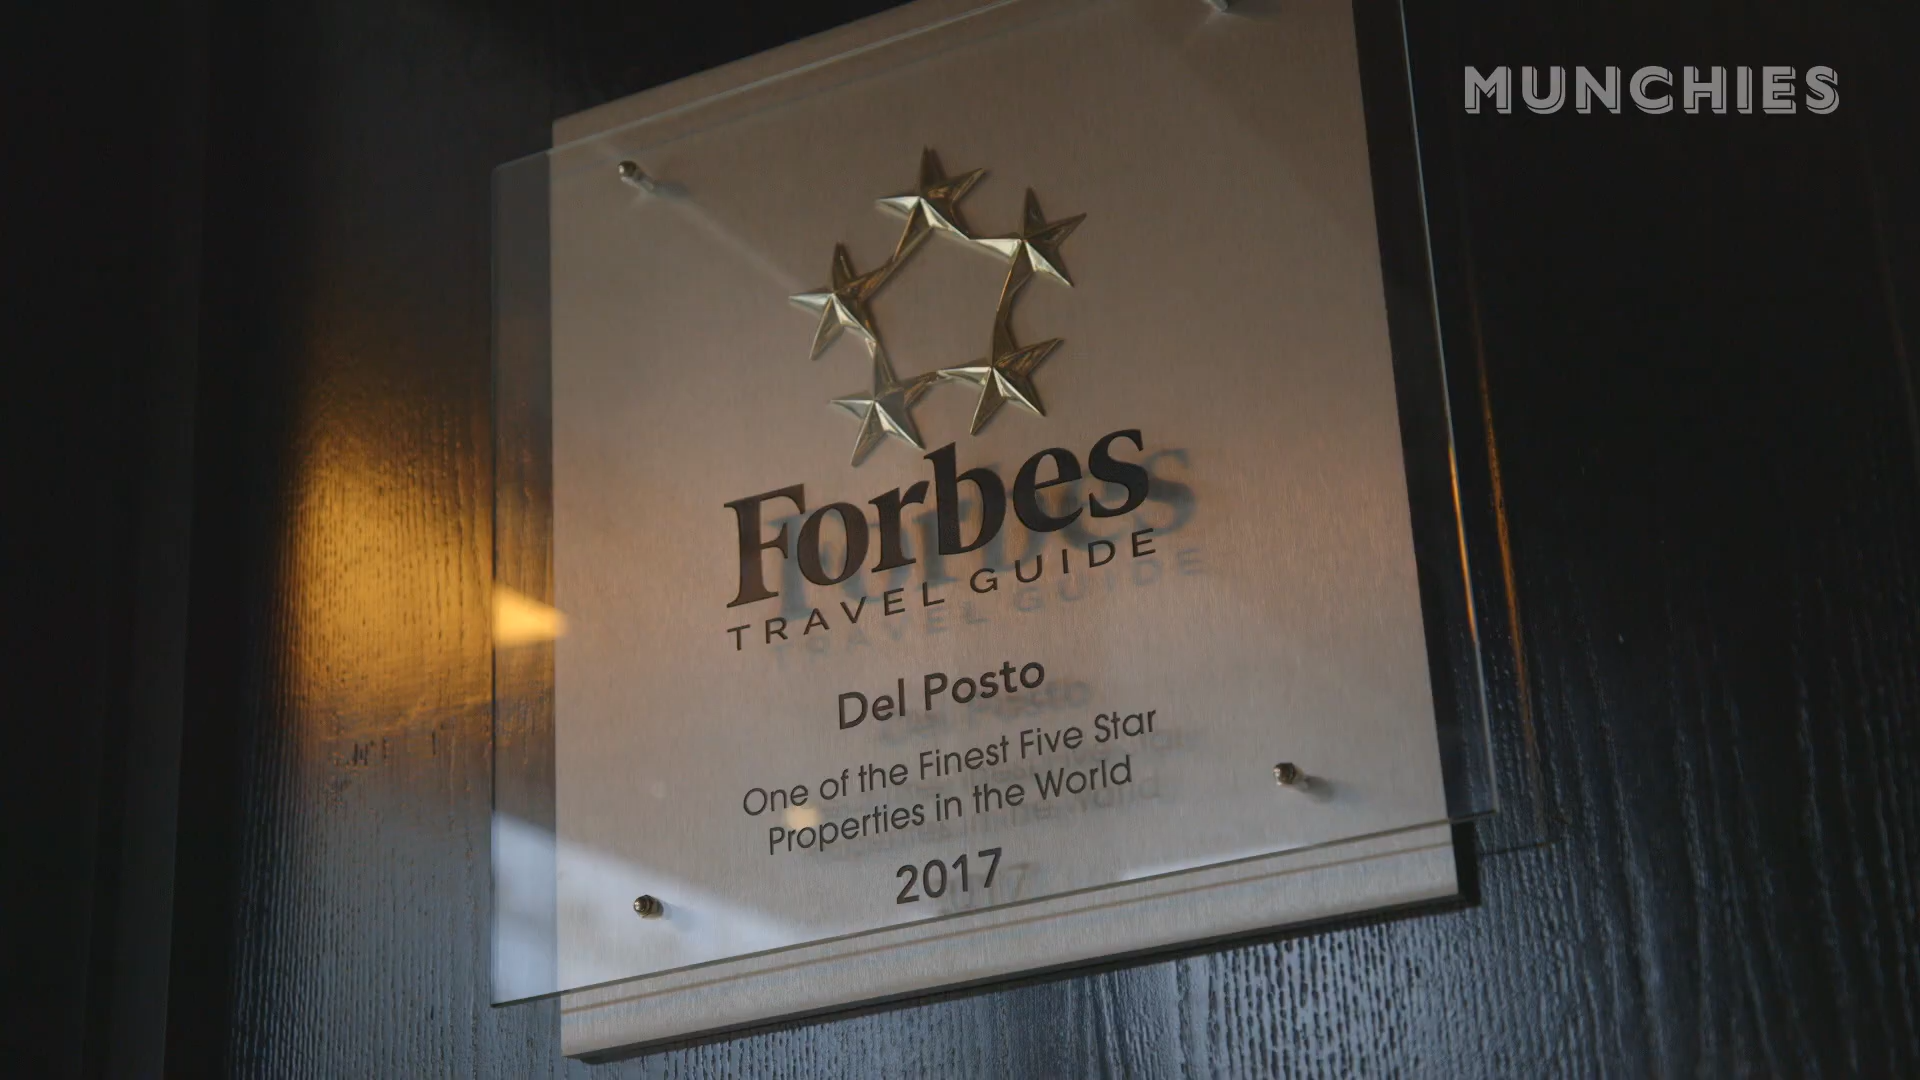 MUNCHIES
Forbes
TRAVEL GUIDE
Del Posto
One of the Finest Five Star
Properties in the World
2017